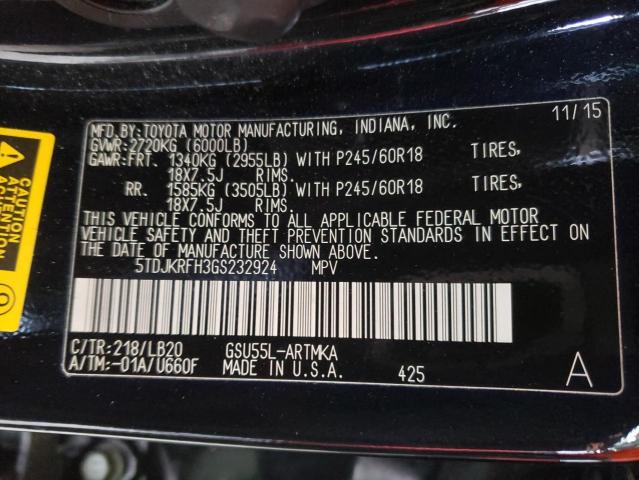 MFD.BY:TOYOTA MOTOR MANUFACTURING, INDIANA, INC. 11/15
GVWR:2720KG (6000LB)
GAWR:FRT. 1340KG (2955LB) WITH P245/60R18 TIRES,
18X7.5J RIMS.
RR. 1585KG (3505LB) WITH P245/60R18 TIRES,
18X7.5J RIMS.
THIS VEHICLE CONFORMS TO ALL APPLICABLE FEDERAL MOTOR
VEHICLE SAFETY AND THEFT PREVENTION STANDARDS IN EFFECT ON
THE DATE OF MANUFACTURE SHOWN ABOVE.
5TDJKRFH3GS232924 MPV
C/TR:218/LB20 GSU55L-ARTMKA
A/TM:-01A/U660F MADE IN U.S.A. 425 A
CAUTION
ATTENTION